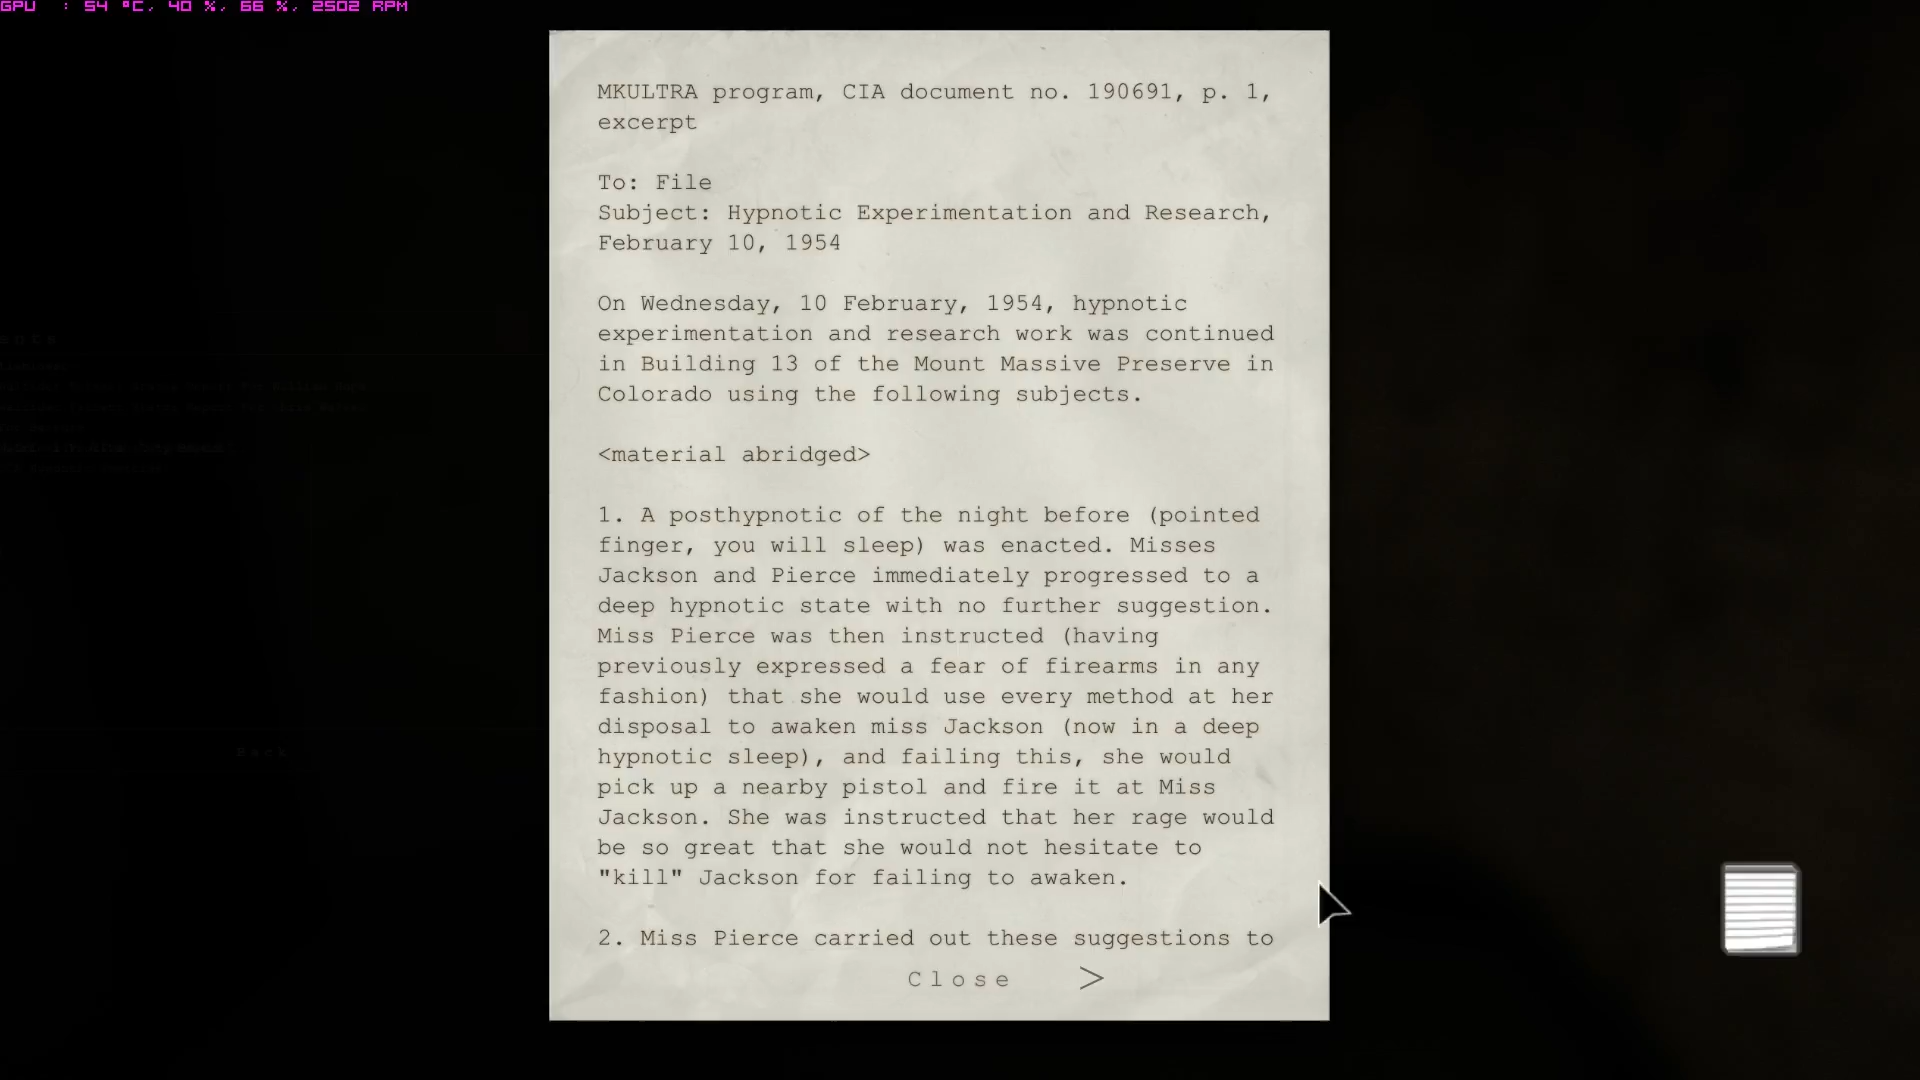 GPU : 54 °C, 40 %, 66 %, 2502 RPM
MKULTRA program, CIA document no. 190691, p. 1,
excerpt
To: File
Subject: Hypnotic Experimentation and Research,
February 10, 1954
On Wednesday, 10 February, 1954, hypnotic
experimentation and research work was continued
in Building 13 of the Mount Massive Preserve in
Colorado using the following subjects.
<material abridged>
1. A posthypnotic of the night before (pointed
finger, you will sleep) was enacted. Misses
Jackson and Pierce immediately progressed to a
deep hypnotic state with no further suggestion.
Miss Pierce was then instructed (having
previously expressed a fear of firearms in any
fashion) that she would use every method at her
disposal to awaken miss Jackson (now in a deep
hypnotic sleep), and failing this, she would
pick up a nearby pistol and fire it at Miss
Jackson. She was instructed that her rage would
be so great that she would not hesitate to
"kill" Jackson for failing to awaken.
2. Miss Pierce carried out these suggestions to
Close >
Back